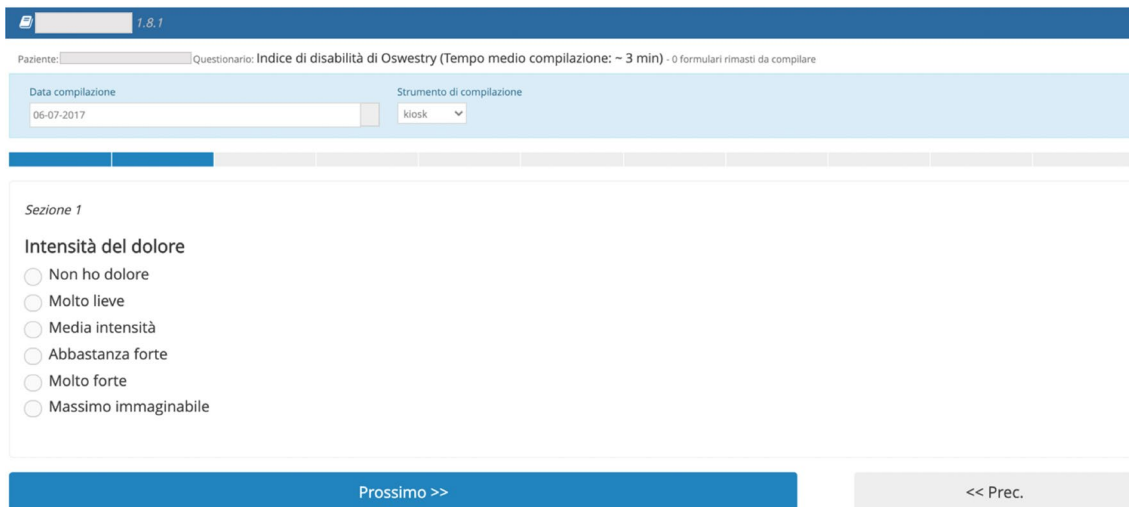 1.8.1
Paziente: Questionario: Indice di disabilità di Oswestry (Tempo medio compilazione: ~ 3 min) - 0 formulari rimasti da compilare
Data compilazione
Strumento di compilazione
06-07-2017
kiosk
Sezione 1
Intensità del dolore
Non ho dolore
Molto lieve
Media intensità
Abbastanza forte
Molto forte
Massimo immaginabile
Prossimo >>
<< Prec.